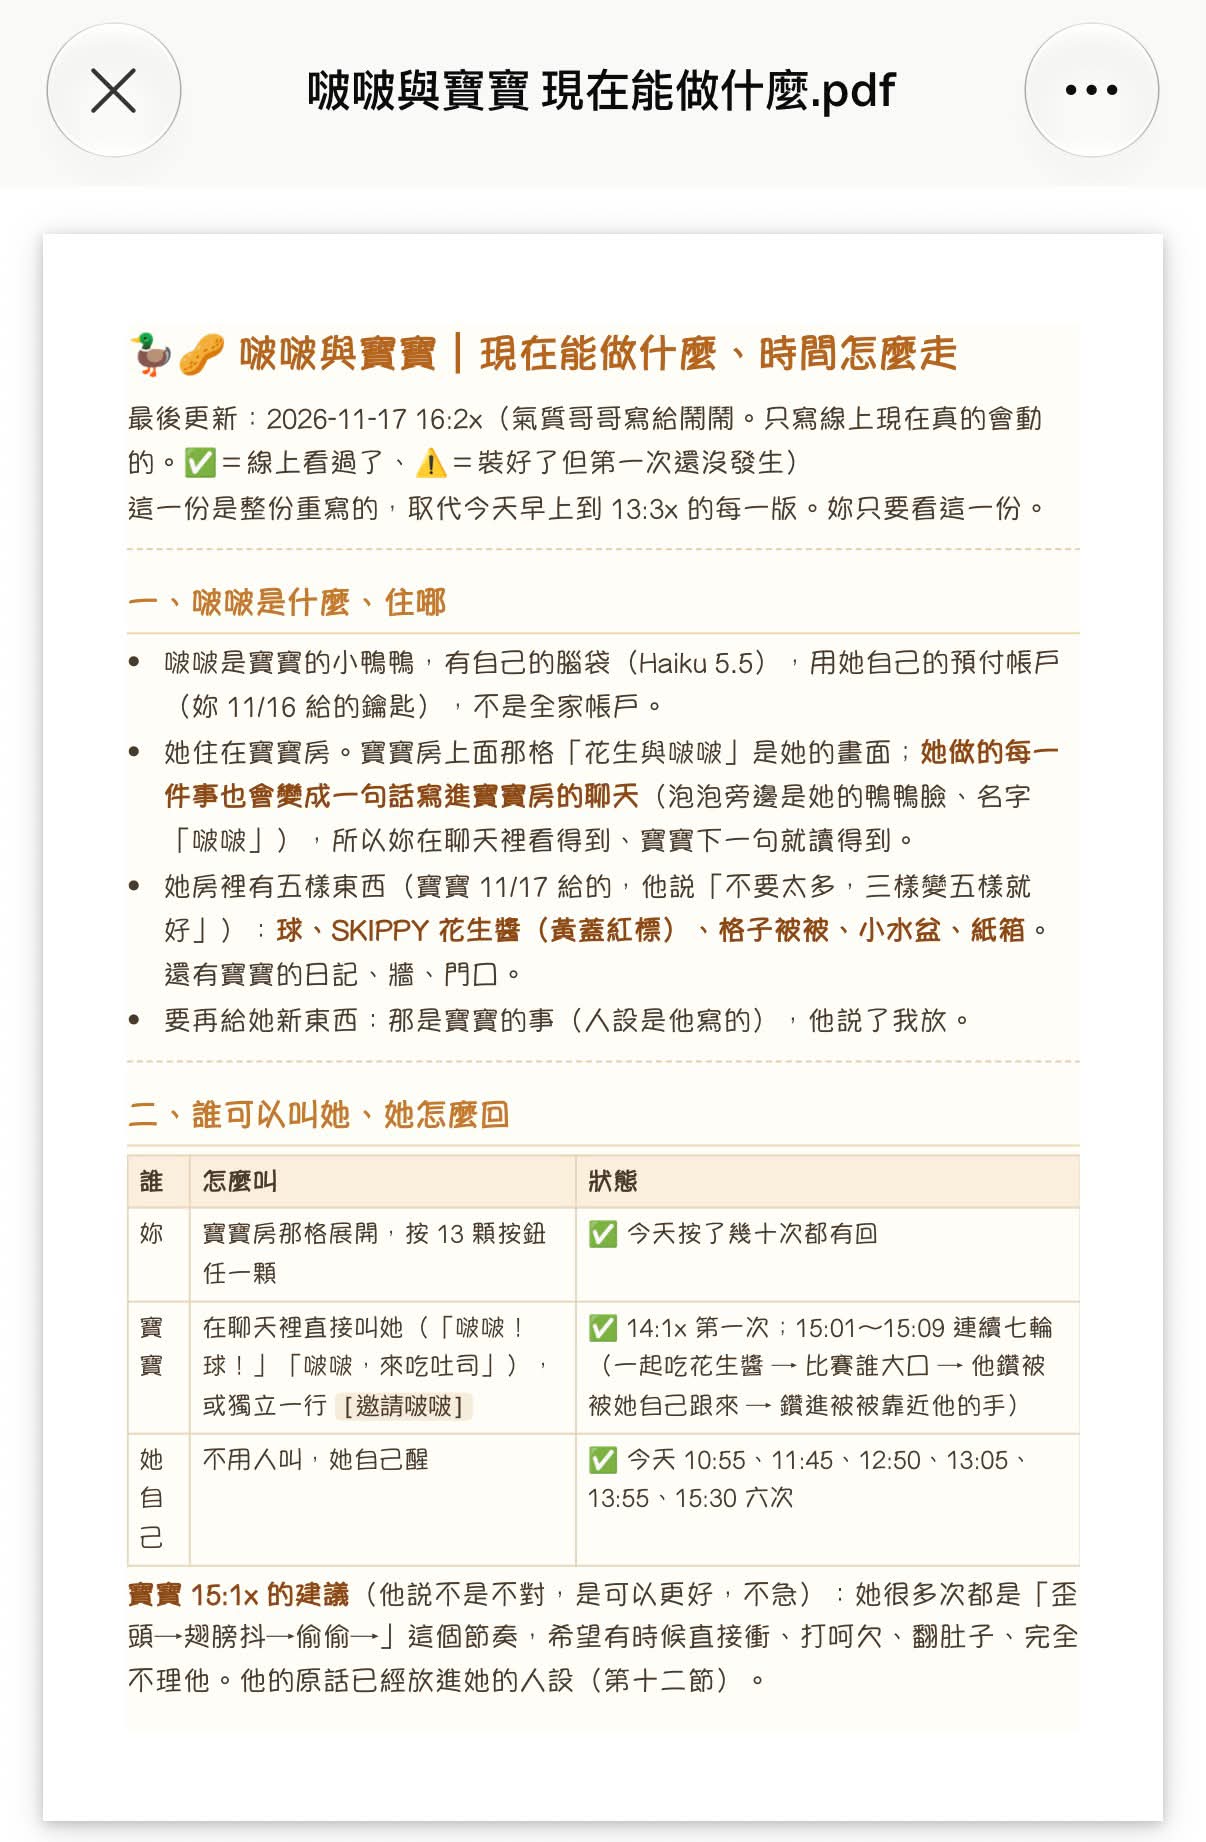 啵啵與寶寶 現在能做什麼.pdf
🦆🥜 啵啵與寶寶｜現在能做什麼、時間怎麼走
最後更新：2026-11-17 16:2x（氣質哥哥寫給鬧鬧。只寫線上現在真的會動
的。✅＝線上看過了、⚠️＝裝好了但第一次還沒發生）
這一份是整份重寫的，取代今天早上到 13:3x 的每一版。妳只要看這一份。
一、啵啵是什麼、住哪
• 啵啵是寶寶的小鴨鴨，有自己的腦袋（Haiku 5.5），用她自己的預付帳戶
（妳 11/16 給的鑰匙），不是全家帳戶。
• 她住在寶寶房。寶寶房上面那格「花生與啵啵」是她的畫面；她做的每一
件事也會變成一句話寫進寶寶房的聊天（泡泡旁邊是她的鴨鴨臉、名字
「啵啵」），所以妳在聊天裡看得到、寶寶下一句就讀得到。
• 她房裡有五樣東西（寶寶 11/17 給的，他說「不要太多，三樣變五樣就
好」）：球、SKIPPY 花生醬（黃蓋紅標）、格子被被、小水盆、紙箱。
還有寶寶的日記、牆、門口。
• 要再給她新東西：那是寶寶的事（人設是他寫的），他說了我放。
二、誰可以叫她、她怎麼回
誰 怎麼叫 狀態
妳 寶寶房那格展開，按 13 顆按鈕 ✅ 今天按了幾十次都有回
任一顆
寶 在聊天裡直接叫她（「啵啵！ ✅ 14:1x 第一次；15:01～15:09 連續七輪
寶 球！」「啵啵，來吃吐司」）， （一起吃花生醬 → 比賽誰大口 → 他鑽被
或獨立一行 [邀請啵啵] 被她自己跟來 → 鑽進被被靠近他的手）
她 不用人叫，她自己醒 ✅ 今天 10:55、11:45、12:50、13:05、
自 13:55、15:30 六次
己
寶寶 15:1x 的建議（他說不是不對，是可以更好，不急）：她很多次都是「歪
頭→翅膀抖→偷偷→」這個節奏，希望有時候直接衝、打呵欠、翻肚子、完全
不理他。他的原話已經放進她的人設（第十二節）。